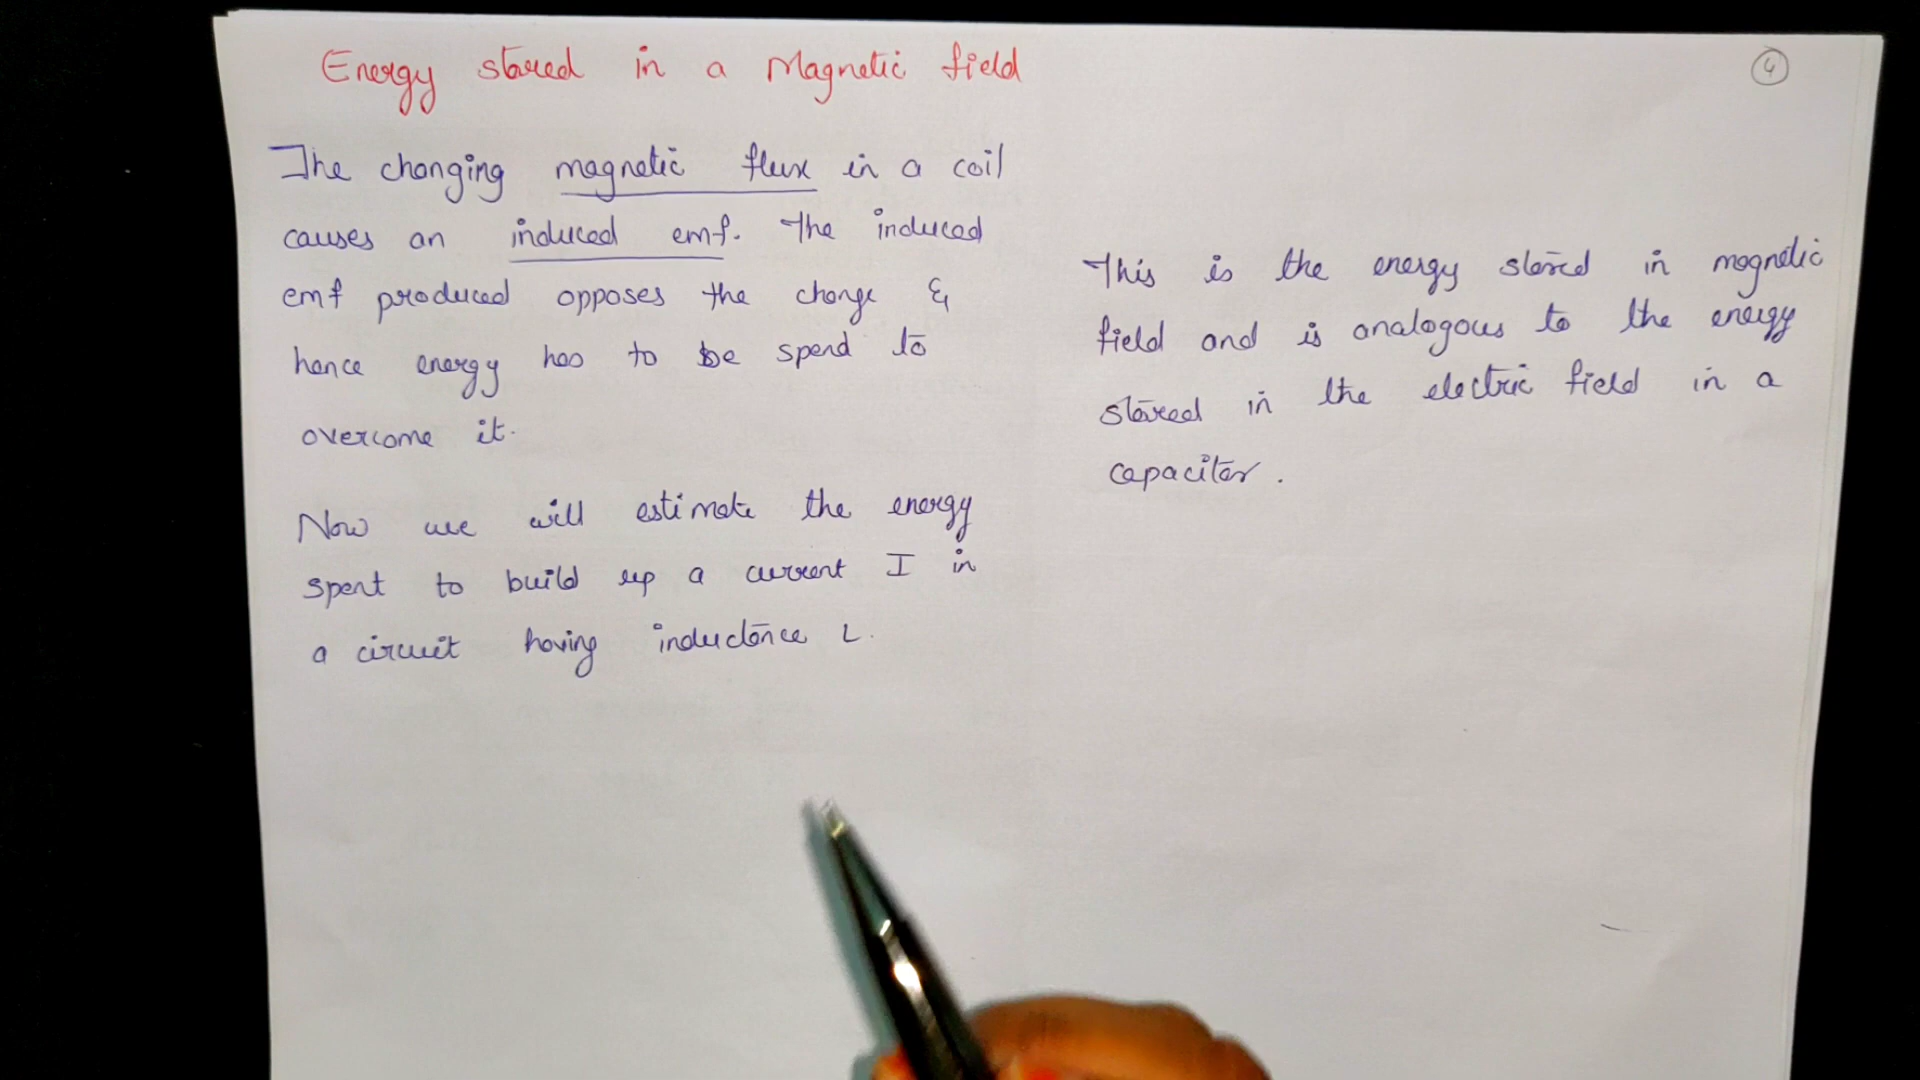 Energy stored in a Magnetic field
4
The changing magnetic flux in a coil
causes an induced emf. The induced
emf produced opposes the change &
hence energy has to be spend to
overcome it.
Now we will estimate the energy
spent to build up a current I in
a circuit having inductance L.
This is the energy stored in magnetic
field and is analogous to the energy
stored in the electric field in a
capacitor.